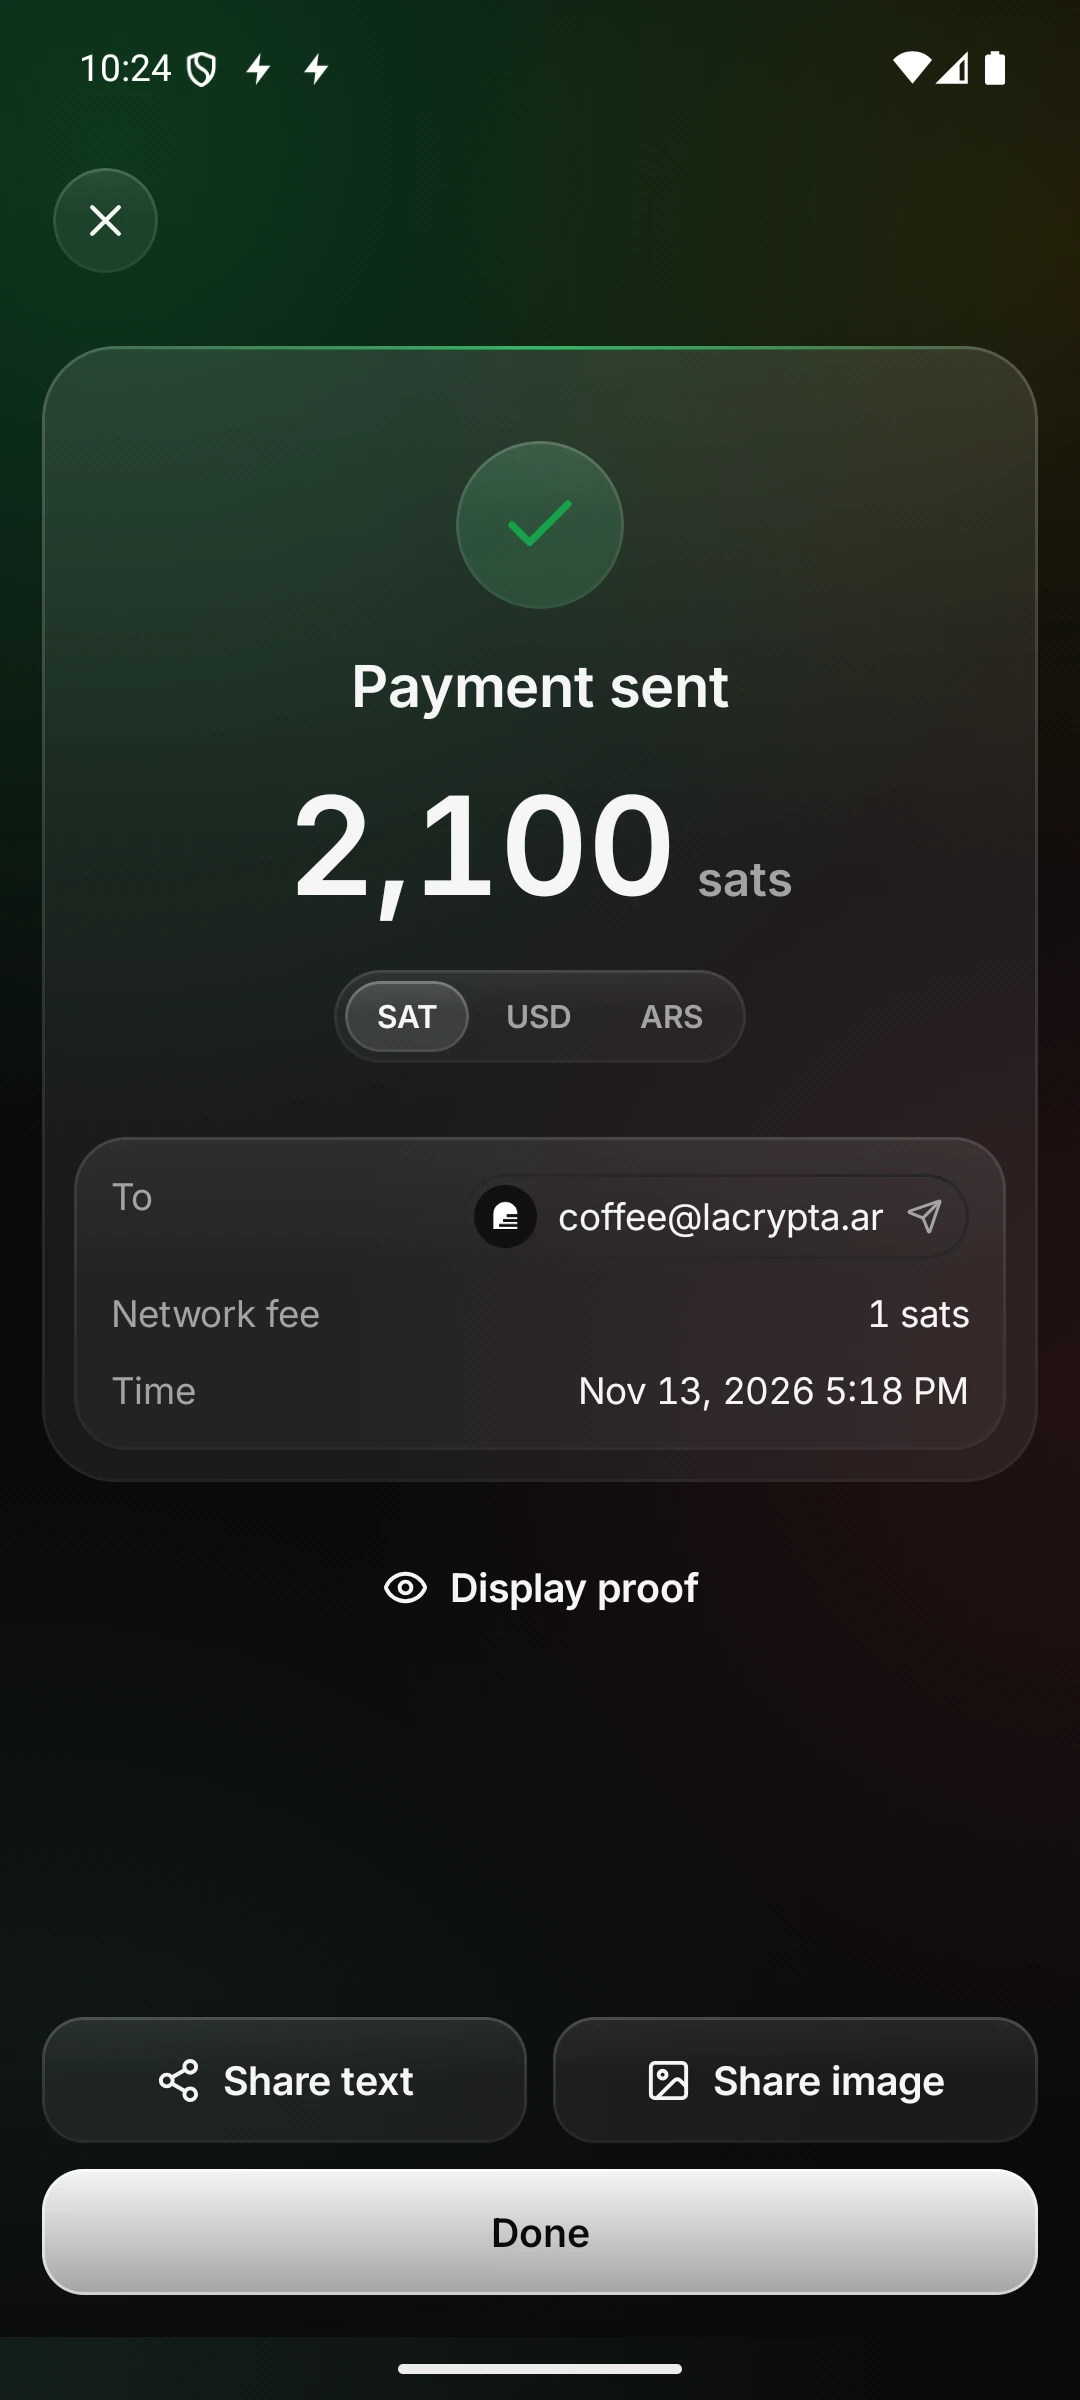 10:24
Payment sent
2,100 sats
SAT USD ARS
To coffee@lacrypta.ar
Network fee 1 sats
Time Nov 13, 2026 5:18 PM
Display proof
Share text Share image
Done